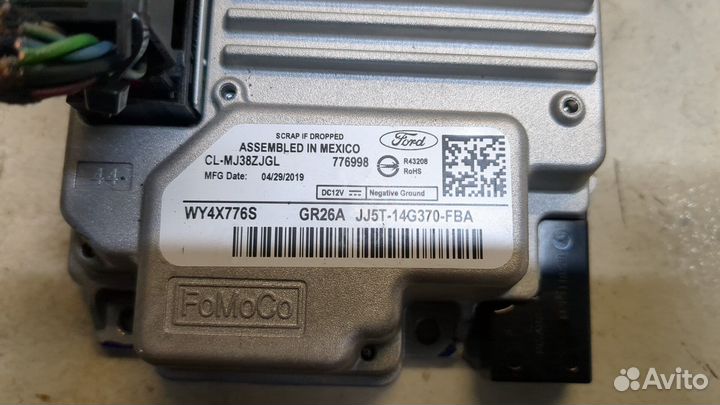 SCRAP IF DROPPED
ASSEMBLED IN MEXICO
Ford
CL-MJ38ZJGL 776998
R43208
RoHS
MFG Date: 04/29/2019
DC12V Negative Ground
WY4X776S GR26A JJ5T-14G370-FBA
44
FoMoCo
Avito